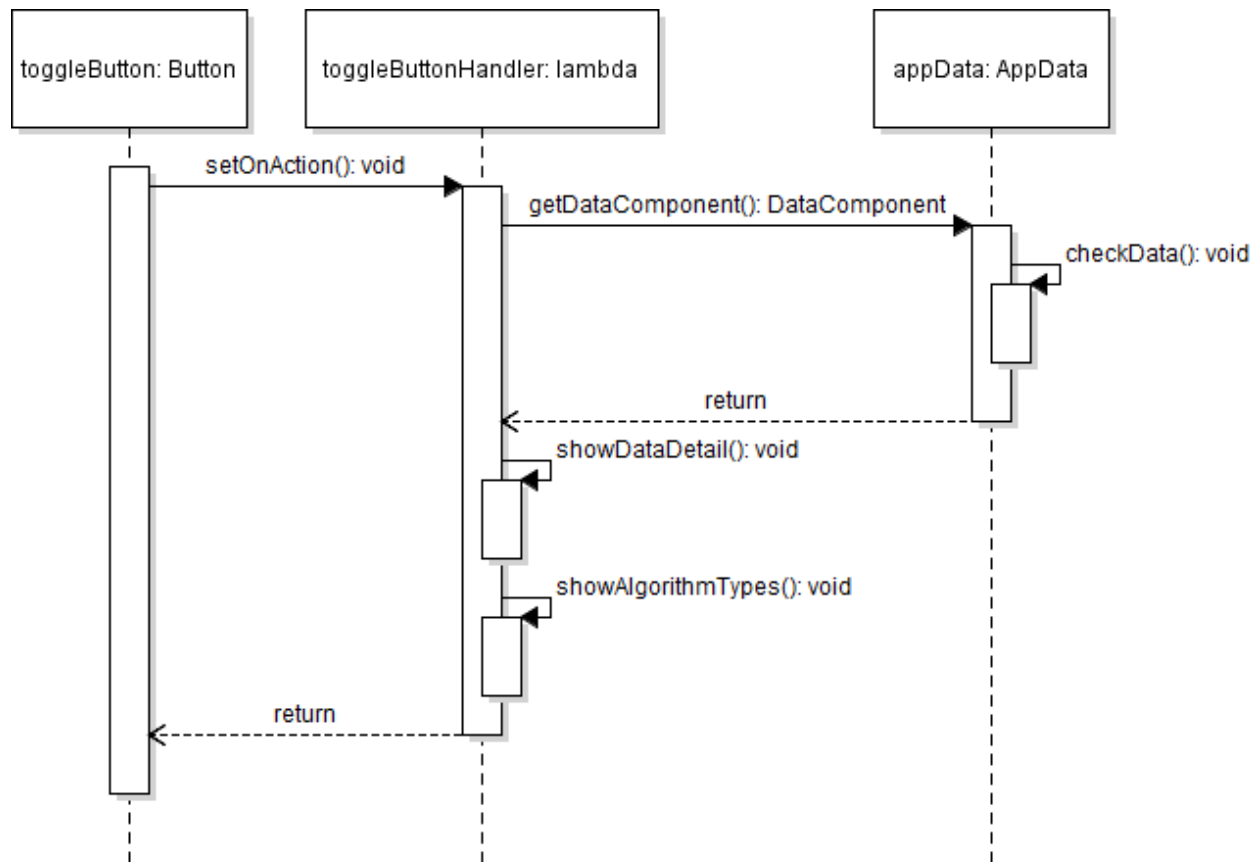 toggleButton: Button
toggleButtonHandler: lambda
appData: AppData
setOnAction(): void
getDataComponent(): DataComponent
checkData(): void
return
showDataDetail(): void
showAlgorithmTypes(): void
return